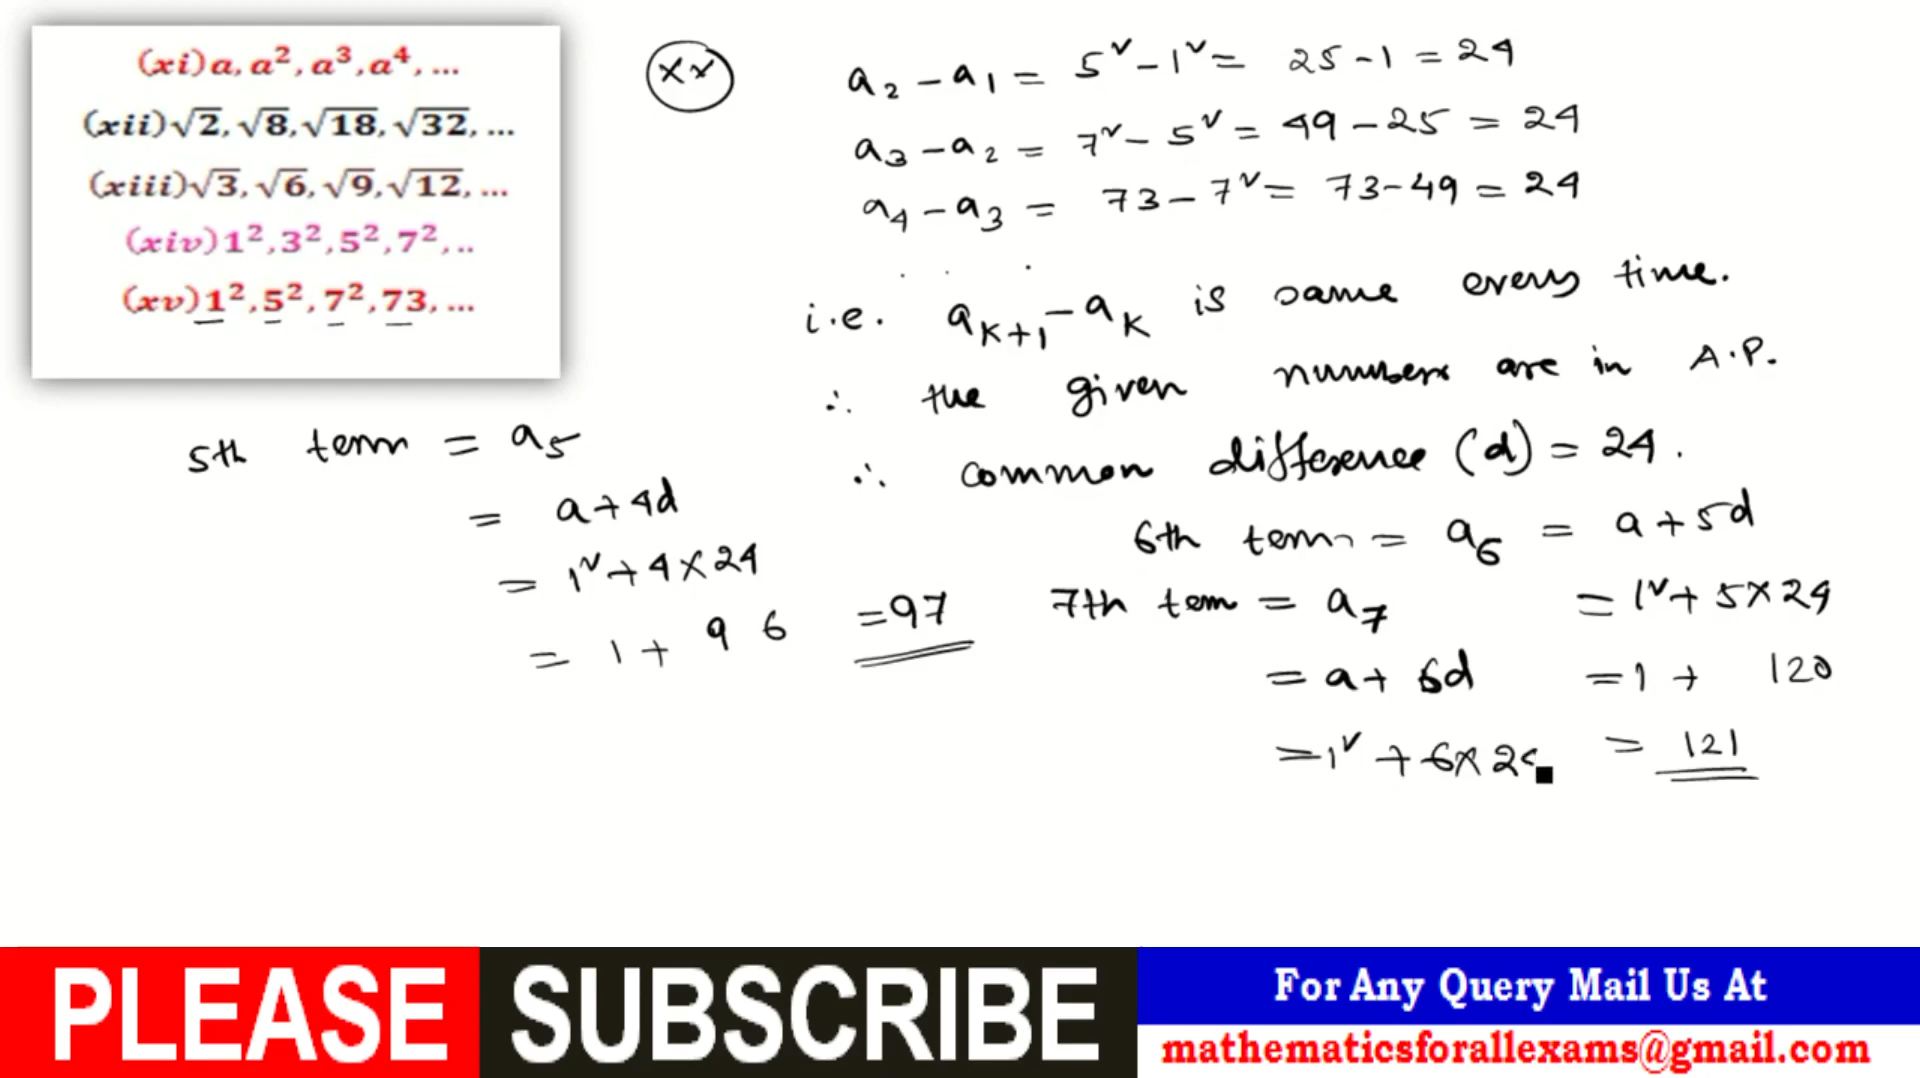 (xi) a, a², a³, a⁴, ...
(xii) √2, √8, √18, √32, ...
(xiii) √3, √6, √9, √12, ...
(xiv) 1², 3², 5², 7², ..
(xv) 1², 5², 7², 73, ...
xv
a₂ - a₁ = 5² - 1² = 25 - 1 = 24
a₃ - a₂ = 7² - 5² = 49 - 25 = 24
a₄ - a₃ = 73 - 7² = 73 - 49 = 24
i.e. aₖ₊₁ - aₖ is same every time.
∴ the given numbers are in A.P.
∴ common difference (d) = 24.
5th term = a₅
= a + 4d
= 1² + 4 × 24
= 1 + 96 = 97
6th term = a₆ = a + 5d
= 1² + 5 × 24
= 1 + 120
= 121
7th term = a₇
= a + 6d
= 1² + 6 × 2
PLEASE SUBSCRIBE
For Any Query Mail Us At
mathematicsforallexams@gmail.com